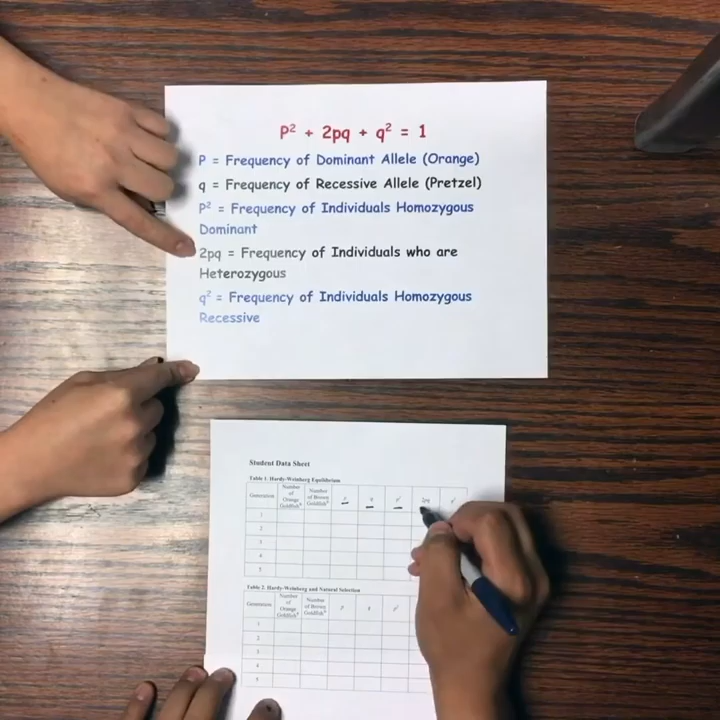 P² + 2pq + q² = 1
P = Frequency of Dominant Allele (Orange)
q = Frequency of Recessive Allele (Pretzel)
P² = Frequency of Individuals Homozygous
Dominant
2pq = Frequency of Individuals who are
Heterozygous
q² = Frequency of Individuals Homozygous
Recessive
Student Data Sheet
Table 1. Hardy-Weinberg Equilibrium
Generation Number of Orange Goldfish Number of Brown Goldfish p q p² 2pq q²
1
2
3
4
5
Table 2. Hardy-Weinberg and Natural Selection
Generation Number of Orange Goldfish Number of Brown Goldfish p q p²
1
2
3
4
5